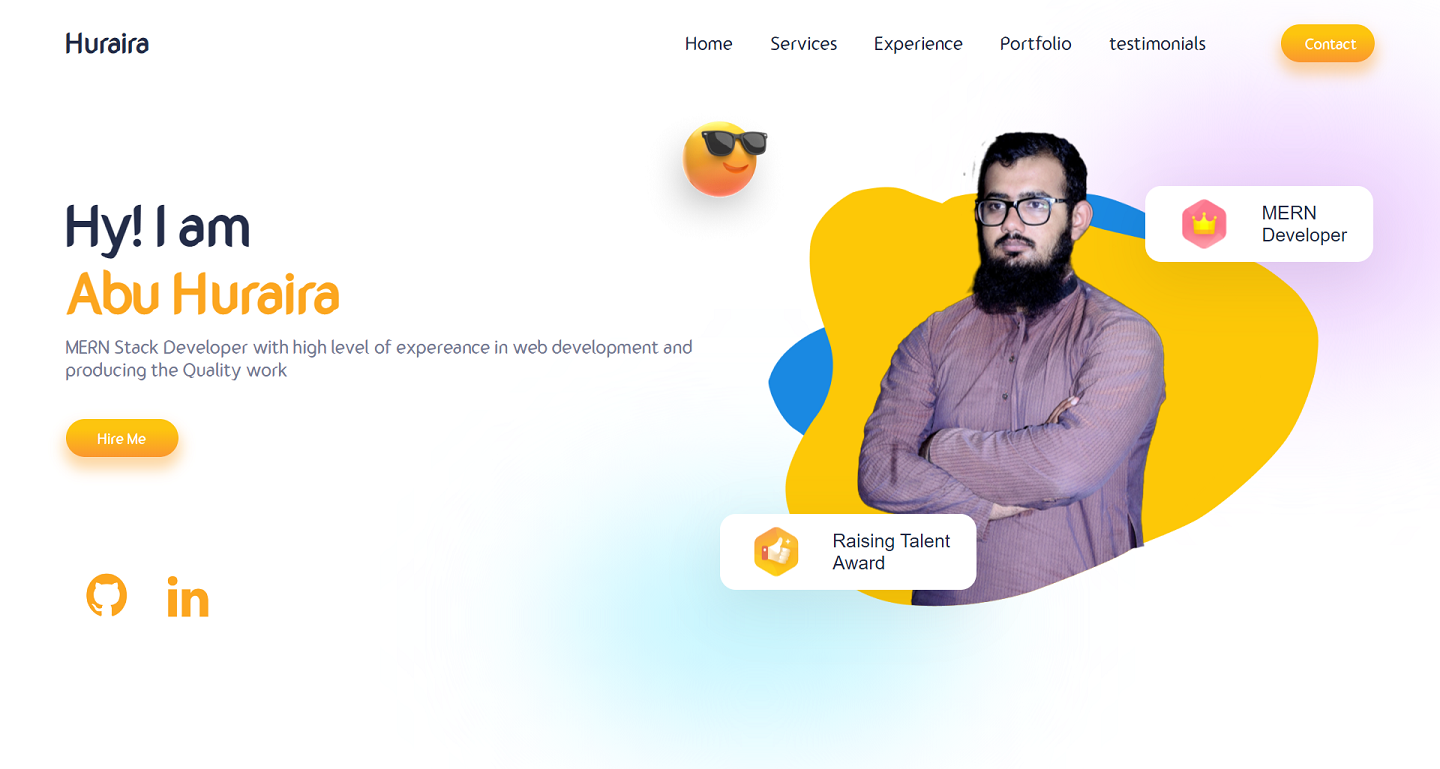 Huraira
Home Services Experience Portfolio testimonials Contact
Hy! I am
Abu Huraira
MERN Stack Developer with high level of expereance in web development and
producing the Quality work
Hire Me
MERN
Developer
Raising Talent
Award
in